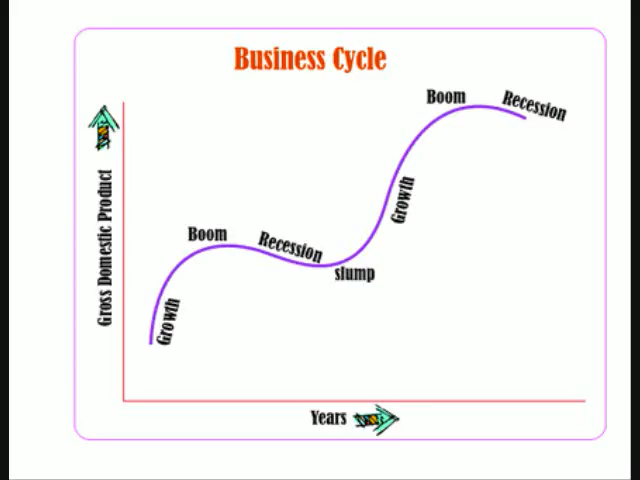 Business Cycle
Boom
Recession
Growth
Boom
Recession
slump
Growth
Gross Domestic Product
Years